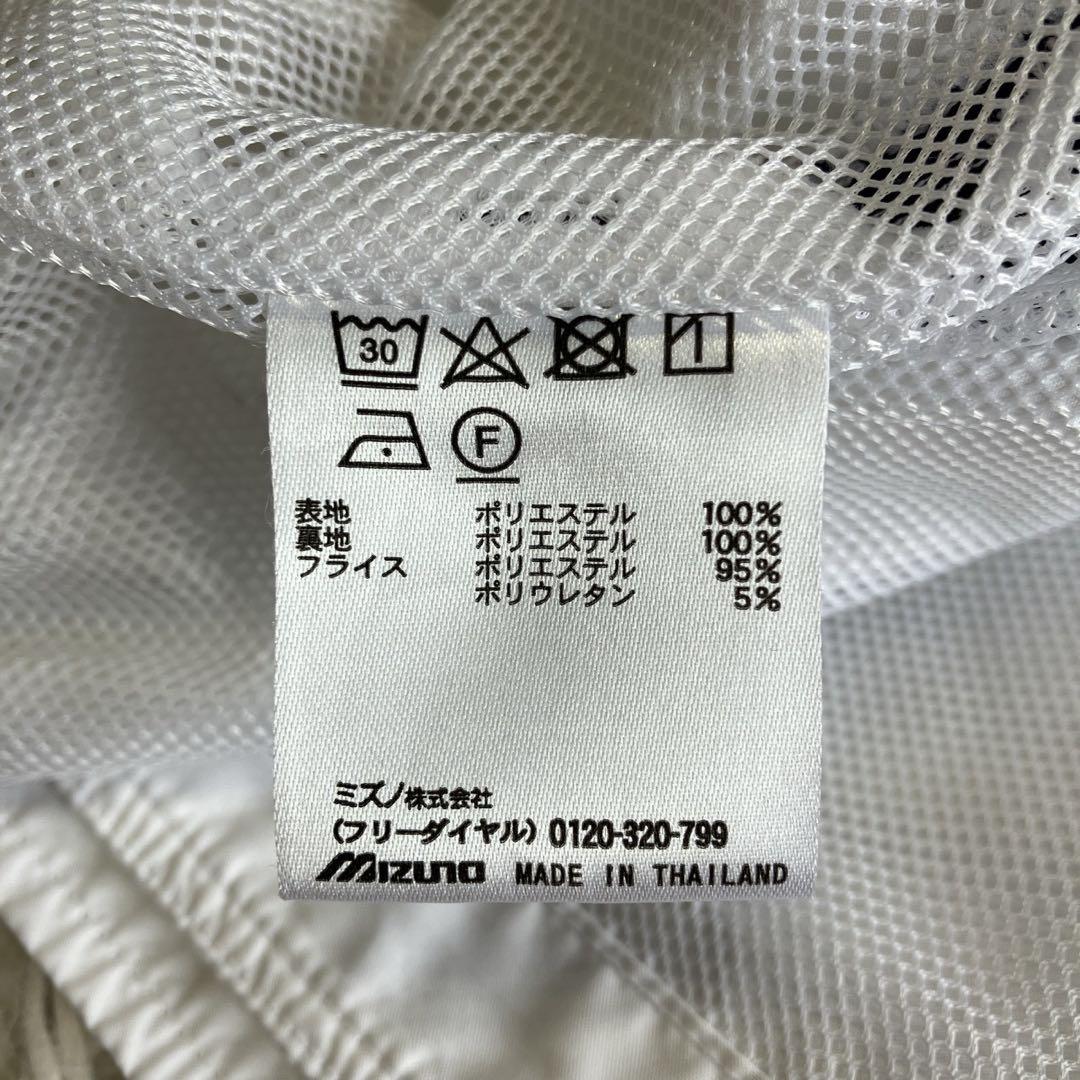 30
F
表地 ポリエステル 100%
裏地 ポリエステル 100%
フライス ポリエステル 95%
ポリウレタン 5%
ミズノ株式会社
(フリーダイヤル) 0120-320-799
MIZUNO MADE IN THAILAND